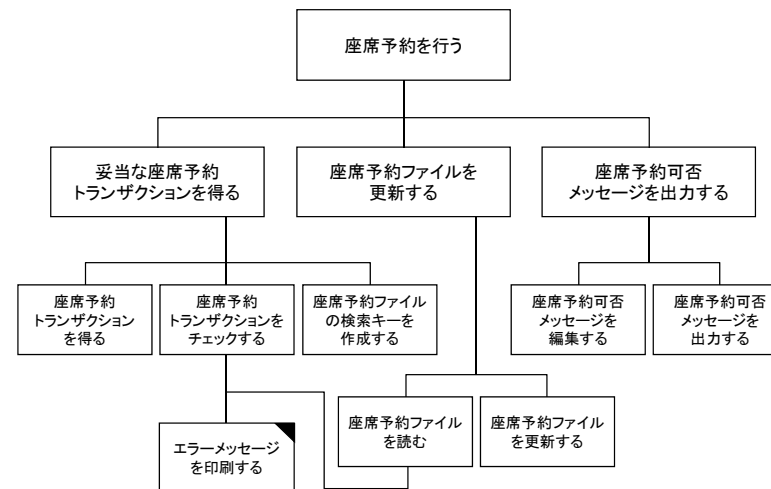 座席予約を行う
妥当な座席予約
トランザクションを得る
座席予約ファイルを
更新する
座席予約可否
メッセージを出力する
座席予約
トランザクション
を得る
座席予約
トランザクションを
チェックする
座席予約ファイル
の検索キーを
作成する
座席予約可否
メッセージを
編集する
座席予約可否
メッセージを
出力する
エラーメッセージ
を印刷する
座席予約ファイル
を読む
座席予約ファイル
を更新する